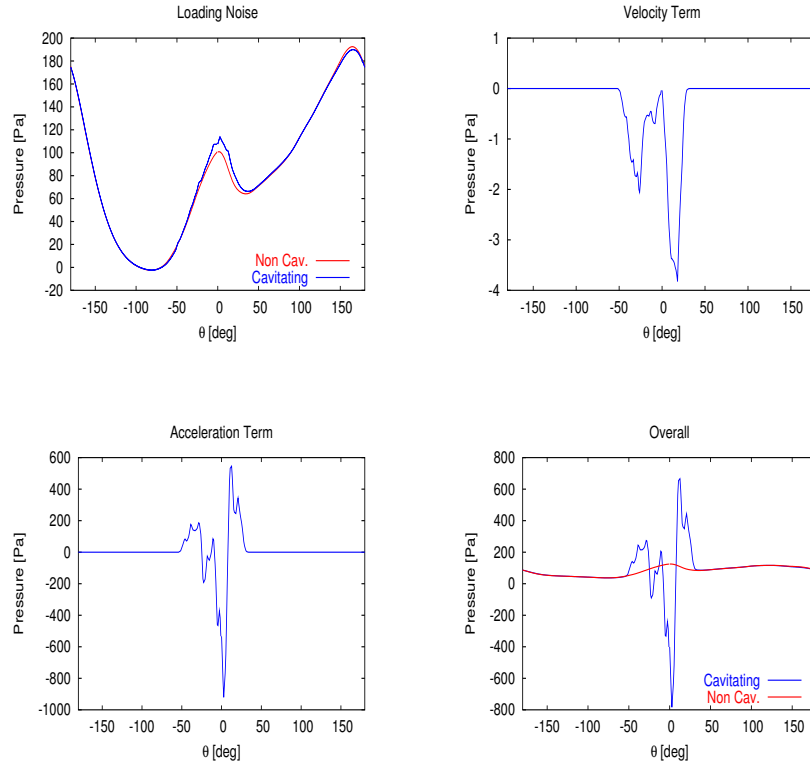 Loading Noise
200
180
160
140
120
100
80
60
40
20
0
-20
Pressure [Pa]
Non Cav.
Cavitating
-150 -100 -50 0 50 100 150
θ [deg]
Velocity Term
1
0
-1
-2
-3
-4
Pressure [Pa]
-150 -100 -50 0 50 100 150
θ [deg]
Acceleration Term
600
400
200
0
-200
-400
-600
-800
-1000
Pressure [Pa]
-150 -100 -50 0 50 100 150
θ [deg]
Overall
800
600
400
200
0
-200
-400
-600
-800
Pressure [Pa]
Cavitating
Non Cav.
-150 -100 -50 0 50 100 150
θ [deg]